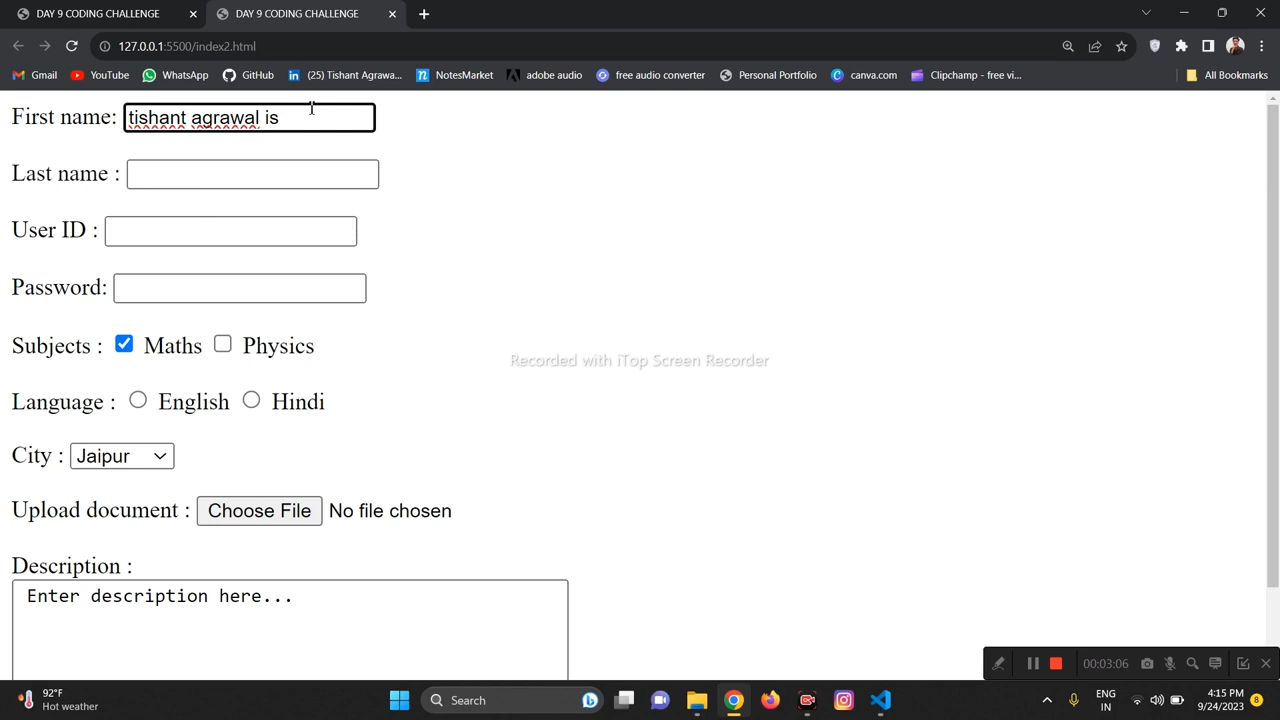 DAY 9 CODING CHALLENGE
DAY 9 CODING CHALLENGE
127.0.0.1:5500/index2.html
Gmail YouTube WhatsApp GitHub (25) Tishant Agrawa... NotesMarket adobe audio free audio converter Personal Portfolio canva.com Clipchamp - free vi... All Bookmarks
First name: tishant agrawal is
Last name :
User ID :
Password:
Subjects : Maths Physics
Recorded with iTop Screen Recorder
Language : English Hindi
City : Jaipur
Upload document : Choose File No file chosen
Description :
Enter description here...
00:03:06
92°F
Hot weather
Search
ENG
IN
4:15 PM
9/24/2023
8